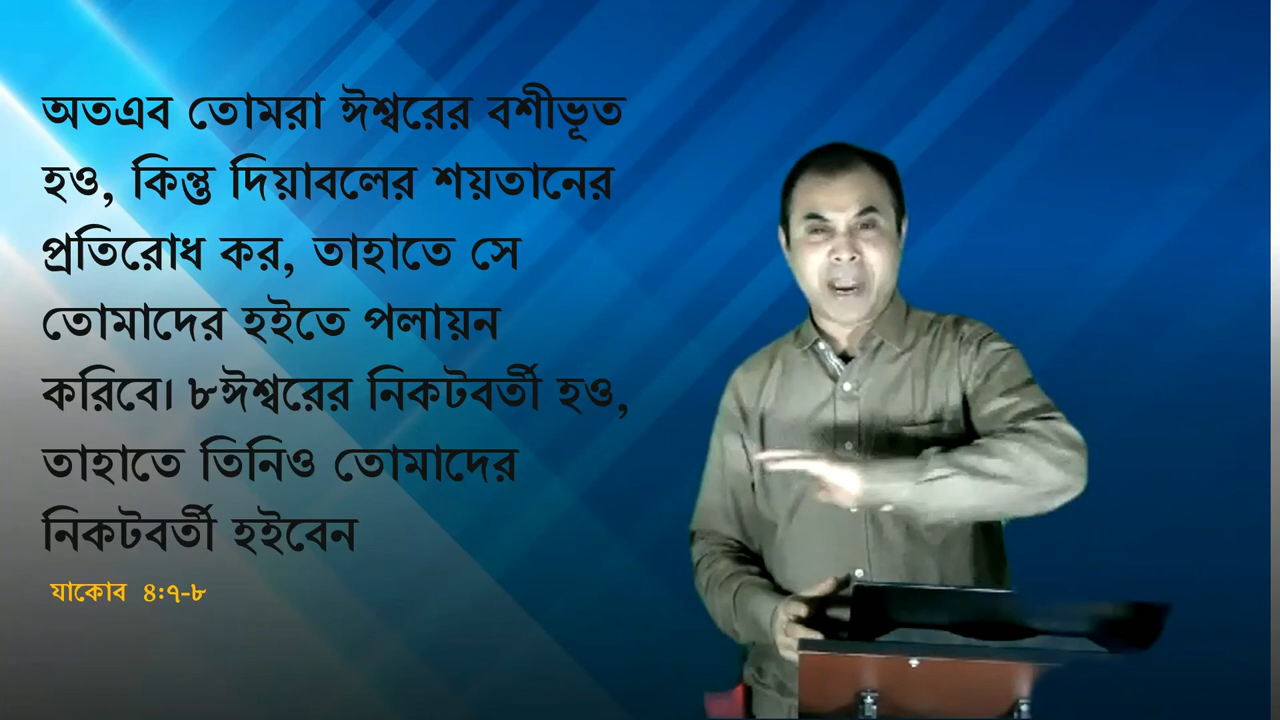 অতএব তোমরা ঈশ্বরের বশীভূত
হও, কিন্তু দিয়াবলের শয়তানের
প্রতিরোধ কর, তাহাতে সে
তোমাদের হইতে পলায়ন
করিবে। ৮ঈশ্বরের নিকটবর্তী হও,
তাহাতে তিনিও তোমাদের
নিকটবর্তী হইবেন
যাকোব ৪:৭-৮